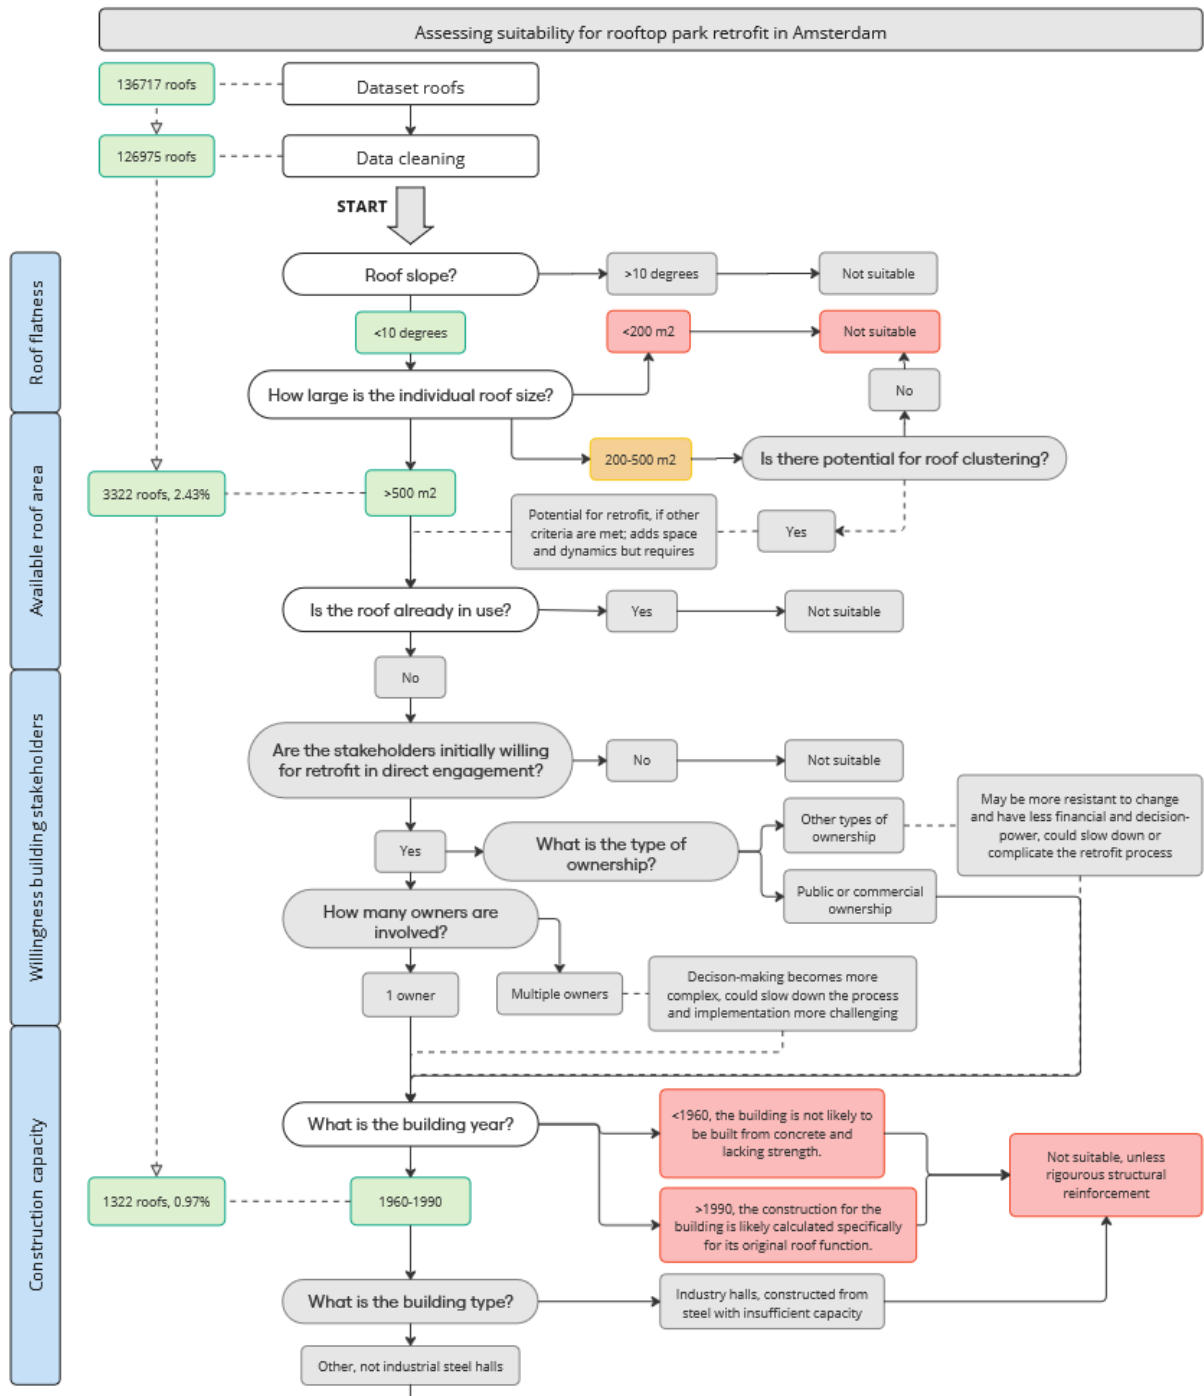 Assessing suitability for rooftop park retrofit in Amsterdam
136717 roofs
Dataset roofs
126975 roofs
Data cleaning
START
Roof flatness
Roof slope?
>10 degrees
Not suitable
<10 degrees
<200 m2
Not suitable
How large is the individual roof size?
No
Available roof area
200-500 m2
Is there potential for roof clustering?
3322 roofs, 2.43%
>500 m2
Potential for retrofit, if other
criteria are met; adds space
and dynamics but requires
Yes
Is the roof already in use?
Yes
Not suitable
No
Willingness building stakeholders
Are the stakeholders initially willing
for retrofit in direct engagement?
No
Not suitable
Yes
What is the type of
ownership?
Other types of
ownership
May be more resistant to change
and have less financial and decision-
power, could slow down or
complicate the retrofit process
Public or commercial
ownership
How many owners are
involved?
1 owner
Multiple owners
Decison-making becomes more
complex, could slow down the process
and implementation more challenging
Construction capacity
What is the building year?
<1960, the building is not likely to
be built from concrete and
lacking strength.
Not suitable, unless
rigourous structural
reinforcement
1322 roofs, 0.97%
1960-1990
>1990, the construction for the
building is likely calculated specifically
for its original roof function.
What is the building type?
Industry halls, constructed from
steel with insufficient capacity
Other, not industrial steel halls